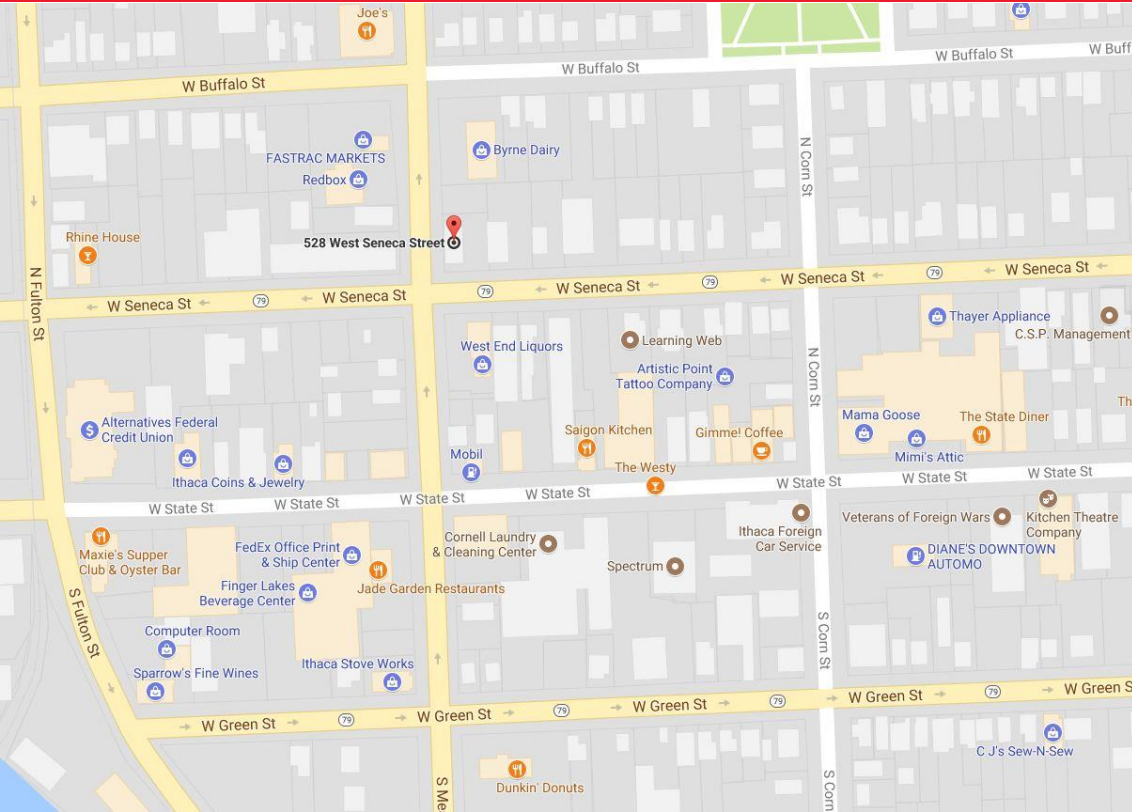 Joe's
W Buffalo St
W Buffalo St
W Buffalo St
W Buff
FASTRAC MARKETS
Redbox
Byrne Dairy
N Corn St
Rhine House
528 West Seneca Street
N Fulton St
W Seneca St
79
W Seneca St
79
W Seneca St
79
W Seneca St
79
W Seneca St
West End Liquors
Learning Web
Artistic Point
Tattoo Company
N Corn St
Thayer Appliance
C.S.P. Management
Th
Alternatives Federal
Credit Union
Ithaca Coins & Jewelry
Mobil
Saigon Kitchen
The Westy
Gimme! Coffee
Mama Goose
Mimi's Attic
The State Diner
W State St
W State St
W State St
W State St
W State St
W State St
W State St
Maxie's Supper
Club & Oyster Bar
FedEx Office Print
& Ship Center
Finger Lakes
Beverage Center
Jade Garden Restaurants
Cornell Laundry
& Cleaning Center
Spectrum
Ithaca Foreign
Car Service
Veterans of Foreign Wars
Kitchen Theatre
Company
DIANE'S DOWNTOWN
AUTOMO
S Fulton St
Computer Room
Sparrow's Fine Wines
Ithaca Stove Works
S Corn St
W Green St
79
W Green St
79
W Green St
79
W Green St
79
W Green S
S Me
Dunkin' Donuts
S Corn
C J's Sew-N-Sew